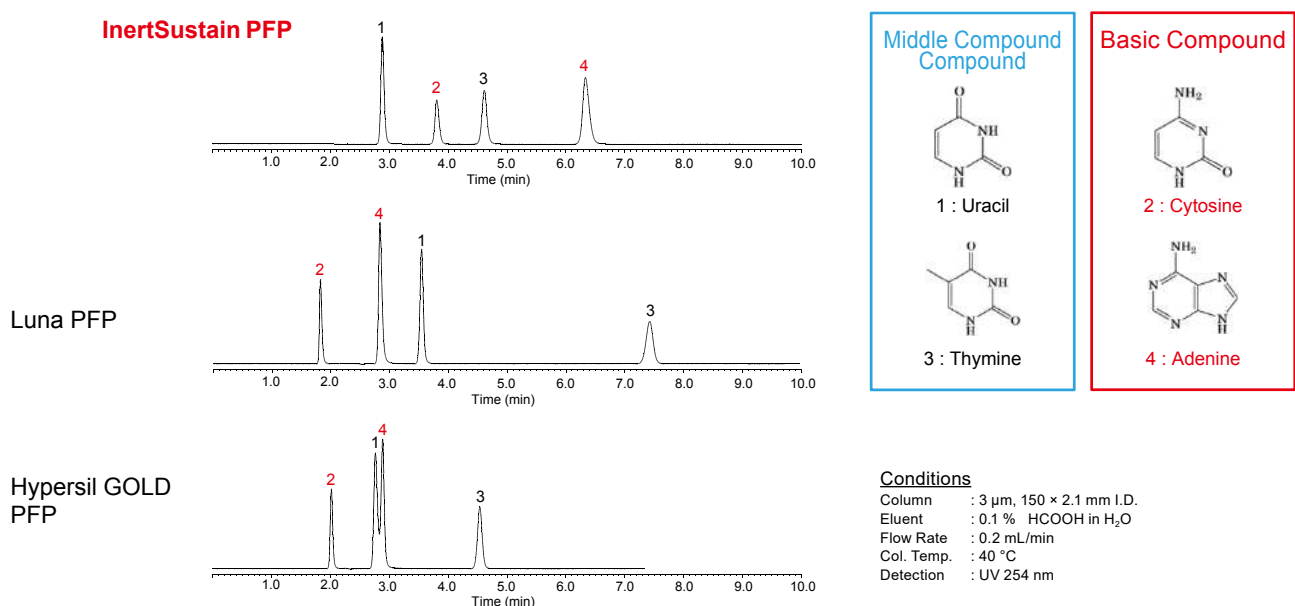 InertSustain PFP
1
2
3
4
1.0 2.0 3.0 4.0 5.0 6.0 7.0 8.0 9.0 10.0
Time (min)
Luna PFP
2
4
1
3
1.0 2.0 3.0 4.0 5.0 6.0 7.0 8.0 9.0 10.0
Time (min)
Hypersil GOLD
PFP
2
1
4
3
1.0 2.0 3.0 4.0 5.0 6.0 7.0 8.0 9.0 10.0
Time (min)
Middle Compound
Compound
O
NH
N
H
O
1 : Uracil
O
NH
N
H
O
3 : Thymine
Basic Compound
NH₂
N
N
H
O
2 : Cytosine
NH₂
N
N
N
N
H
4 : Adenine
Conditions
Column : 3 μm, 150 × 2.1 mm I.D.
Eluent : 0.1 % HCOOH in H₂O
Flow Rate : 0.2 mL/min
Col. Temp. : 40 °C
Detection : UV 254 nm